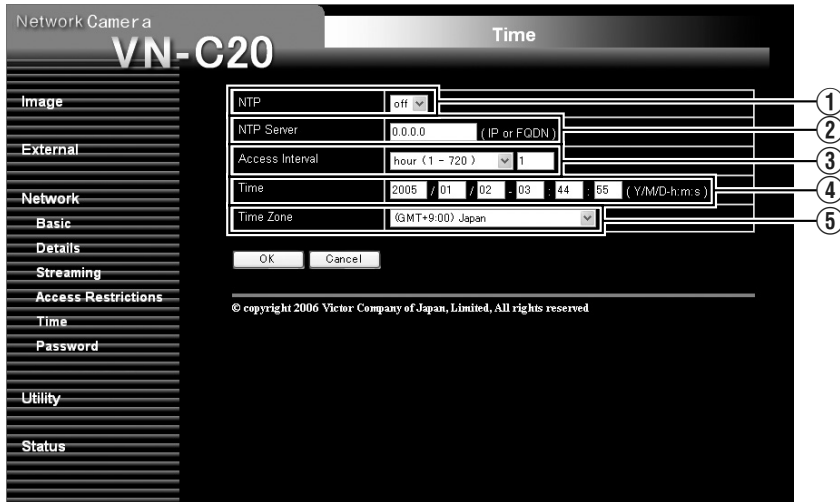 Network Camera
VN-C20
Time
Image
External
Network
Basic
Details
Streaming
Access Restrictions
Time
Password
Utility
Status
NTP off ①
NTP Server 0.0.0.0 ( IP or FQDN ) ②
Access Interval hour ( 1 - 720 ) 1 ③
Time 2005 / 01 / 02 - 03 : 44 : 55 ( Y/M/D-h:m:s ) ④
Time Zone (GMT+9:00) Japan ⑤
OK Cancel
© copyright 2006 Victor Company of Japan, Limited, All rights reserved